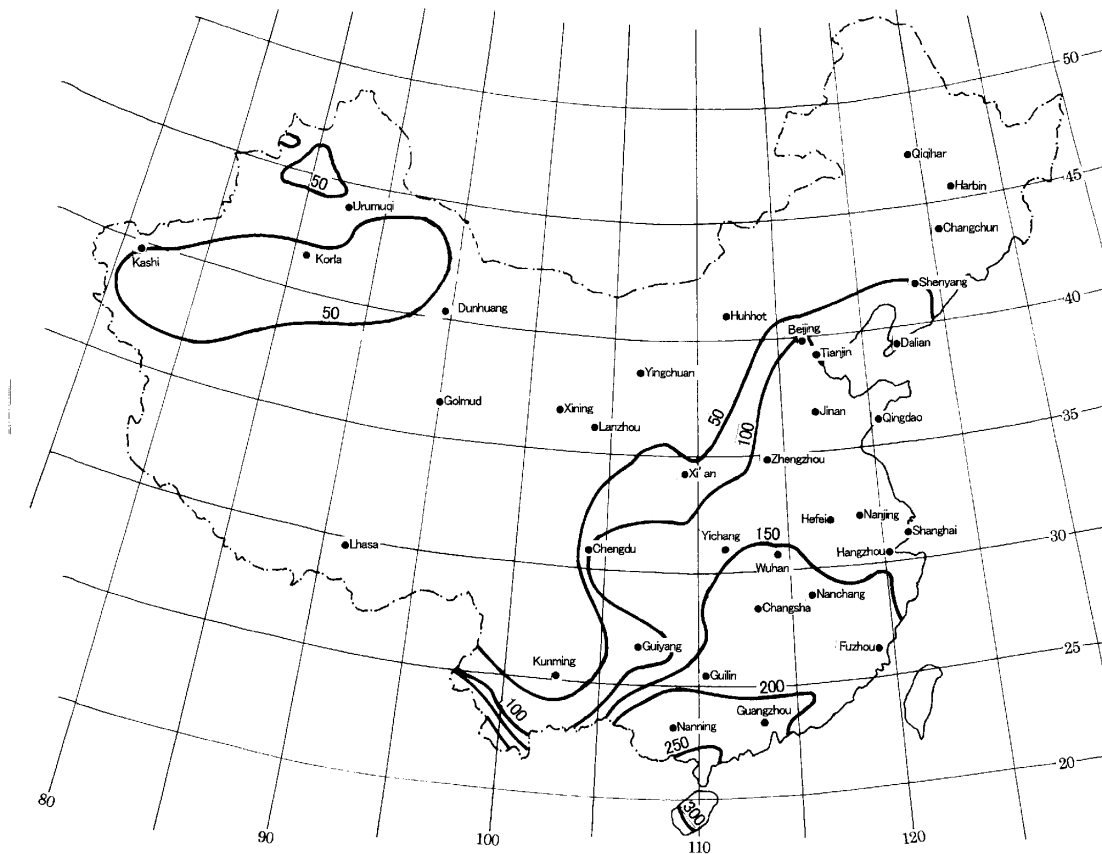 50
Qiqihar
45
Harbin
50
Urumuqi
Changchun
Kashi
Korla
Shenyang
40
50
Dunhuang
Huhhot
Beijing
Tianjin
Dalian
Yingchuan
Golmud
Xining
50
Jinan
35
Lanzhou
100
Qingdao
Zhengzhou
Xi'an
Hefei
Nanjing
Shanghai
30
Lhasa
Chengdu
Yichang
150
Hangzhou
Wuhan
Nanchang
Changsha
Guiyang
Fuzhou
25
Kunming
Guilin
200
100
Guangzhou
Nanning
250
20
80
300
90
100
110
120